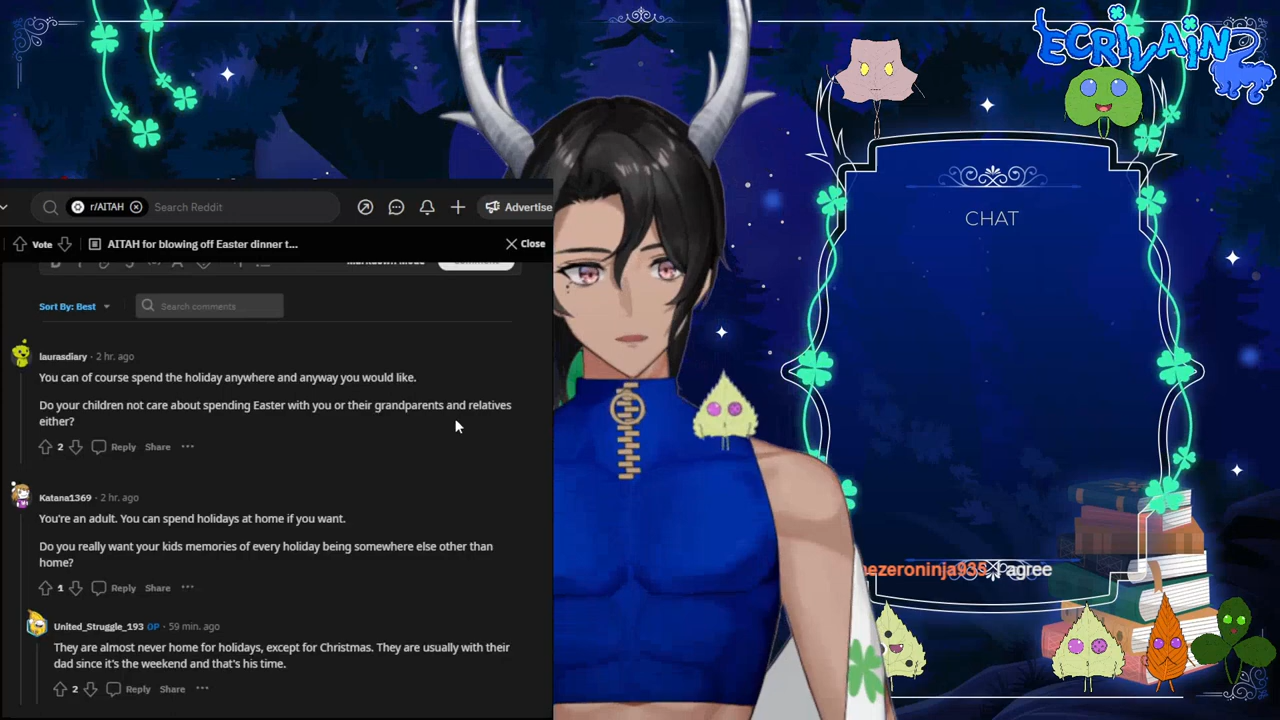 ECRIVAIN
r/AITAH
Search Reddit
Advertise
Vote
AITAH for blowing off Easter dinner t...
Close
Sort By: Best
Search comments
CHAT
laurasdiary · 2 hr. ago
You can of course spend the holiday anywhere and anyway you would like.
Do your children not care about spending Easter with you or their grandparents and relatives
either?
2 Reply Share
Katana1369 · 2 hr. ago
You're an adult. You can spend holidays at home if you want.
Do you really want your kids memories of every holiday being somewhere else other than
home?
1 Reply Share
ezeroninja935 I agree
United_Struggle_193 OP · 59 min. ago
They are almost never home for holidays, except for Christmas. They are usually with their
dad since it's the weekend and that's his time.
2 Reply Share